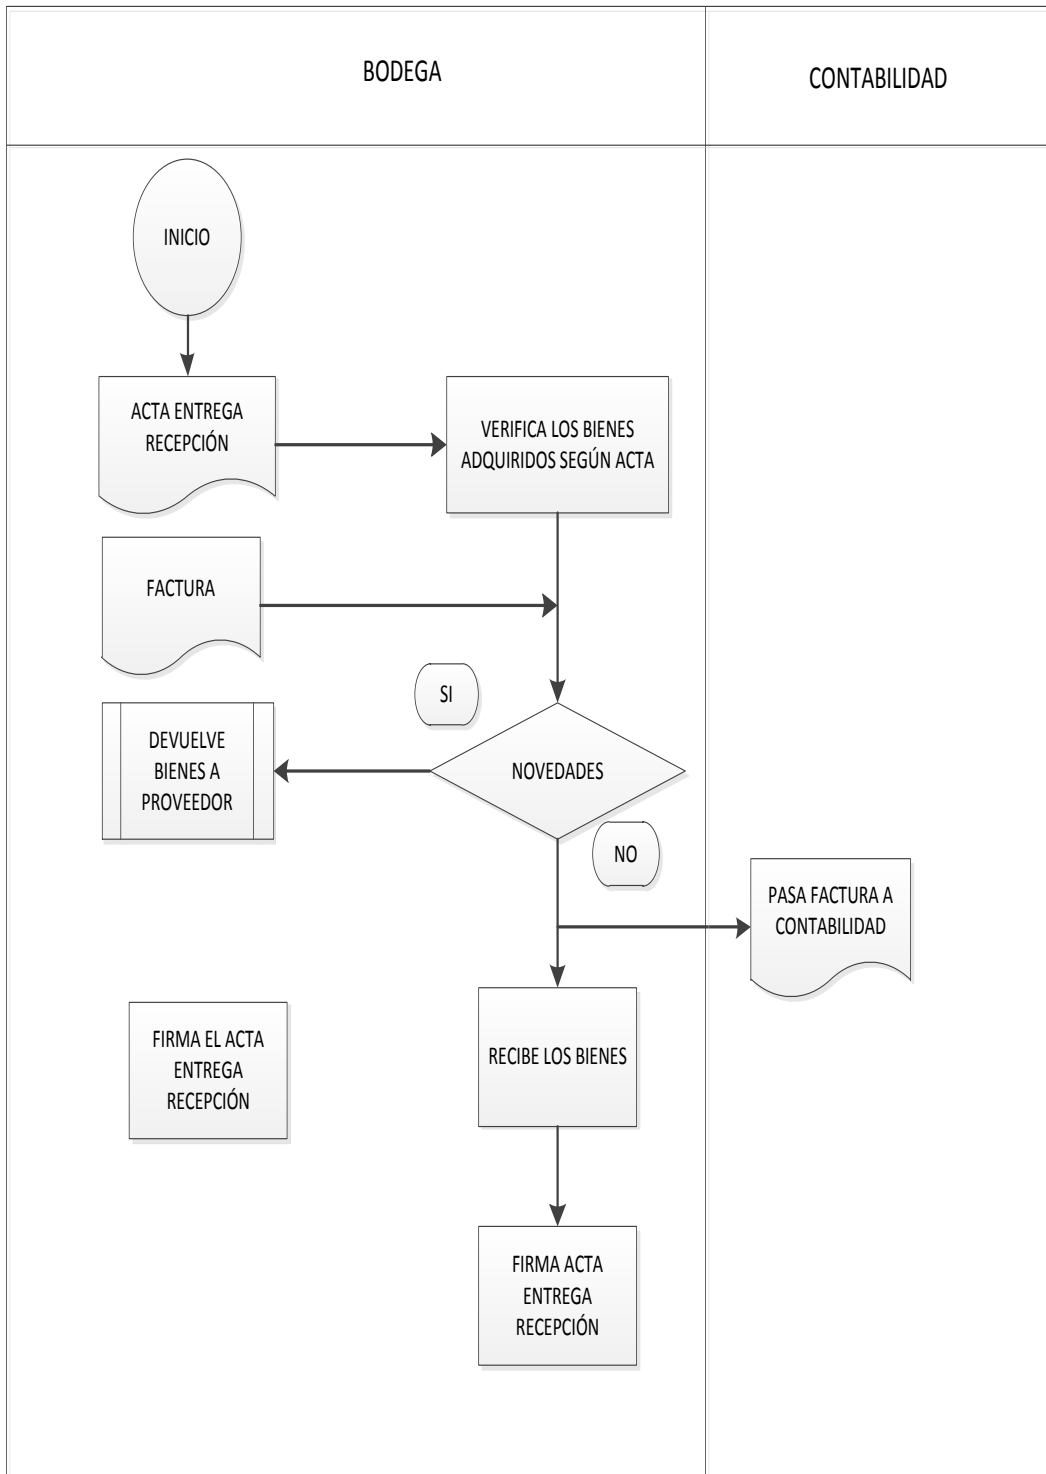 BODEGA
CONTABILIDAD
INICIO
ACTA ENTREGA
RECEPCIÓN
VERIFICA LOS BIENES
ADQUIRIDOS SEGÚN ACTA
FACTURA
SI
DEVUELVE
BIENES A
PROVEEDOR
NOVEDADES
NO
PASA FACTURA A
CONTABILIDAD
FIRMA EL ACTA
ENTREGA
RECEPCIÓN
RECIBE LOS BIENES
FIRMA ACTA
ENTREGA
RECEPCIÓN